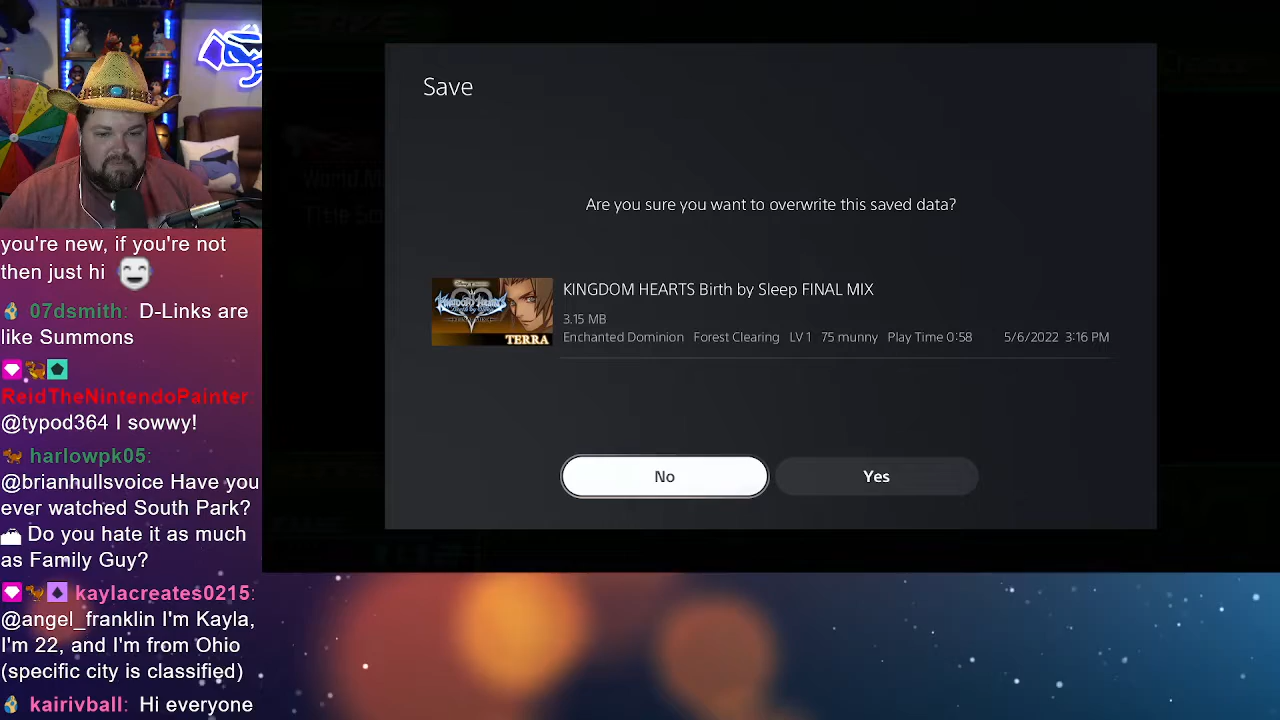 Save
Are you sure you want to overwrite this saved data?
KINGDOM HEARTS Birth by Sleep FINAL MIX
3.15 MB
Enchanted Dominion Forest Clearing LV 1 75 munny Play Time 0:58 5/6/2022 3:16 PM
TERRA
No
Yes
you're new, if you're not
then just hi
07dsmith: D-Links are
like Summons
ReidTheNintendoPainter:
@typod364 I sowwy!
harlowpk05:
@brianhullsvoice Have you
ever watched South Park?
Do you hate it as much
as Family Guy?
kaylacreates0215:
@angel_franklin I'm Kayla,
I'm 22, and I'm from Ohio
(specific city is classified)
kairivball: Hi everyone